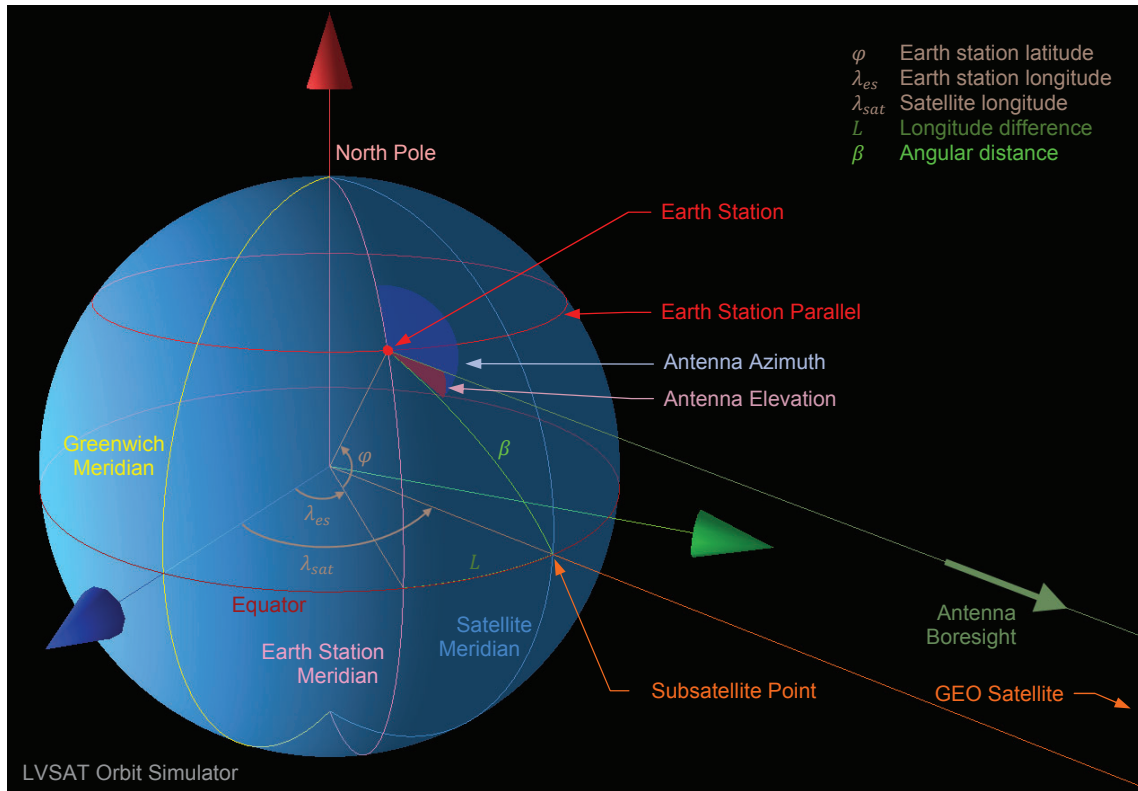 φ Earth station latitude
λes Earth station longitude
λsat Satellite longitude
L Longitude difference
β Angular distance
North Pole
Earth Station
Earth Station Parallel
Antenna Azimuth
Antenna Elevation
Greenwich
Meridian
φ
β
λes
λsat
L
Equator
Satellite
Meridian
Earth Station
Meridian
Antenna
Boresight
Subsatellite Point
GEO Satellite
LVSAT Orbit Simulator